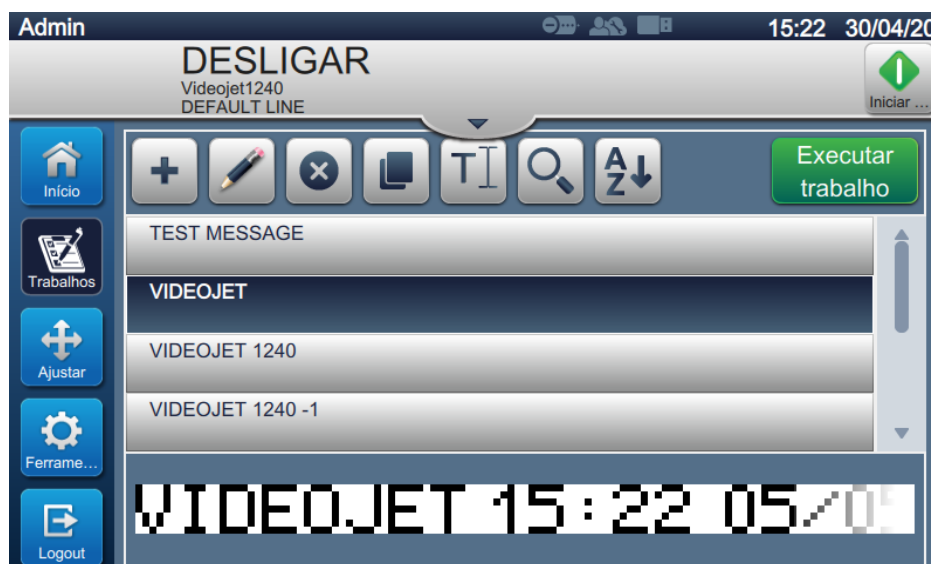 Admin
15:22 30/04/20
DESLIGAR
Videojet1240
DEFAULT LINE
Iniciar ...
Início
Trabalhos
Ajustar
Ferrame...
Logout
T
A
Z
Executar
trabalho
TEST MESSAGE
VIDEOJET
VIDEOJET 1240
VIDEOJET 1240 -1
VIDEOJET 15:22 05/0